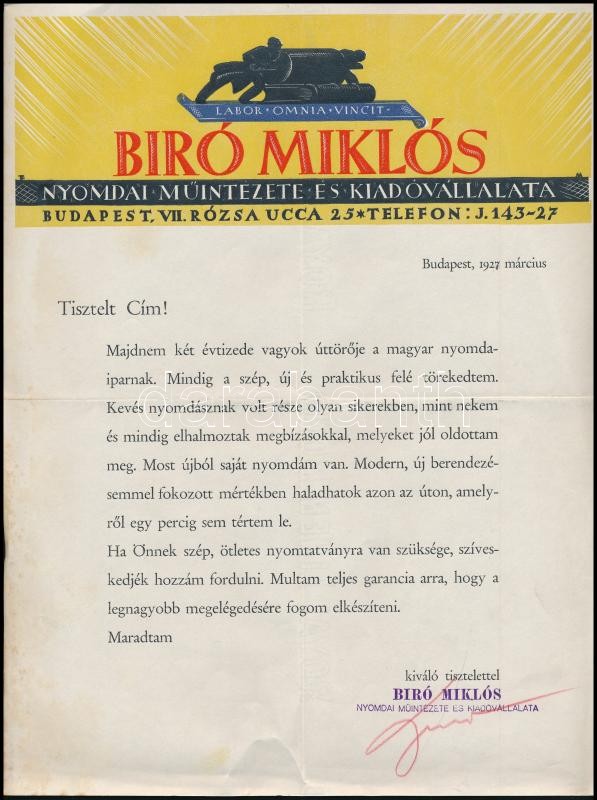 LABOR · OMNIA · VINCIT ·
BIRÓ MIKLÓS
NYOMDAI · MŰINTÉZETE · ÉS · KIADÓVÁLLALATA
BUDAPEST, VII. RÓZSA UCCA 25 * TELEFON: J. 143-27
Budapest, 1927 március
Tisztelt Cím!
Majdnem két évtizede vagyok úttörője a magyar nyomda-
iparnak. Mindig a szép, új és praktikus felé törekedtem.
Kevés nyomdásznak volt része olyan sikerekben, mint nekem
és mindig elhalmoztak megbízásokkal, melyeket jól oldottam
meg. Most újból saját nyomdám van. Modern, új berendezé-
semmel fokozott mértékben haladhatok azon az úton, amely-
ről egy percig sem tértem le.
Ha Önnek szép, ötletes nyomtatványra van szüksége, szíves-
kedjék hozzám fordulni. Multam teljes garancia arra, hogy a
legnagyobb megelégedésére fogom elkészíteni.
Maradtam
kiváló tisztelettel
BIRÓ MIKLÓS
NYOMDAI MŰINTÉZETE ÉS KIADÓVÁLLALATA
darabanth